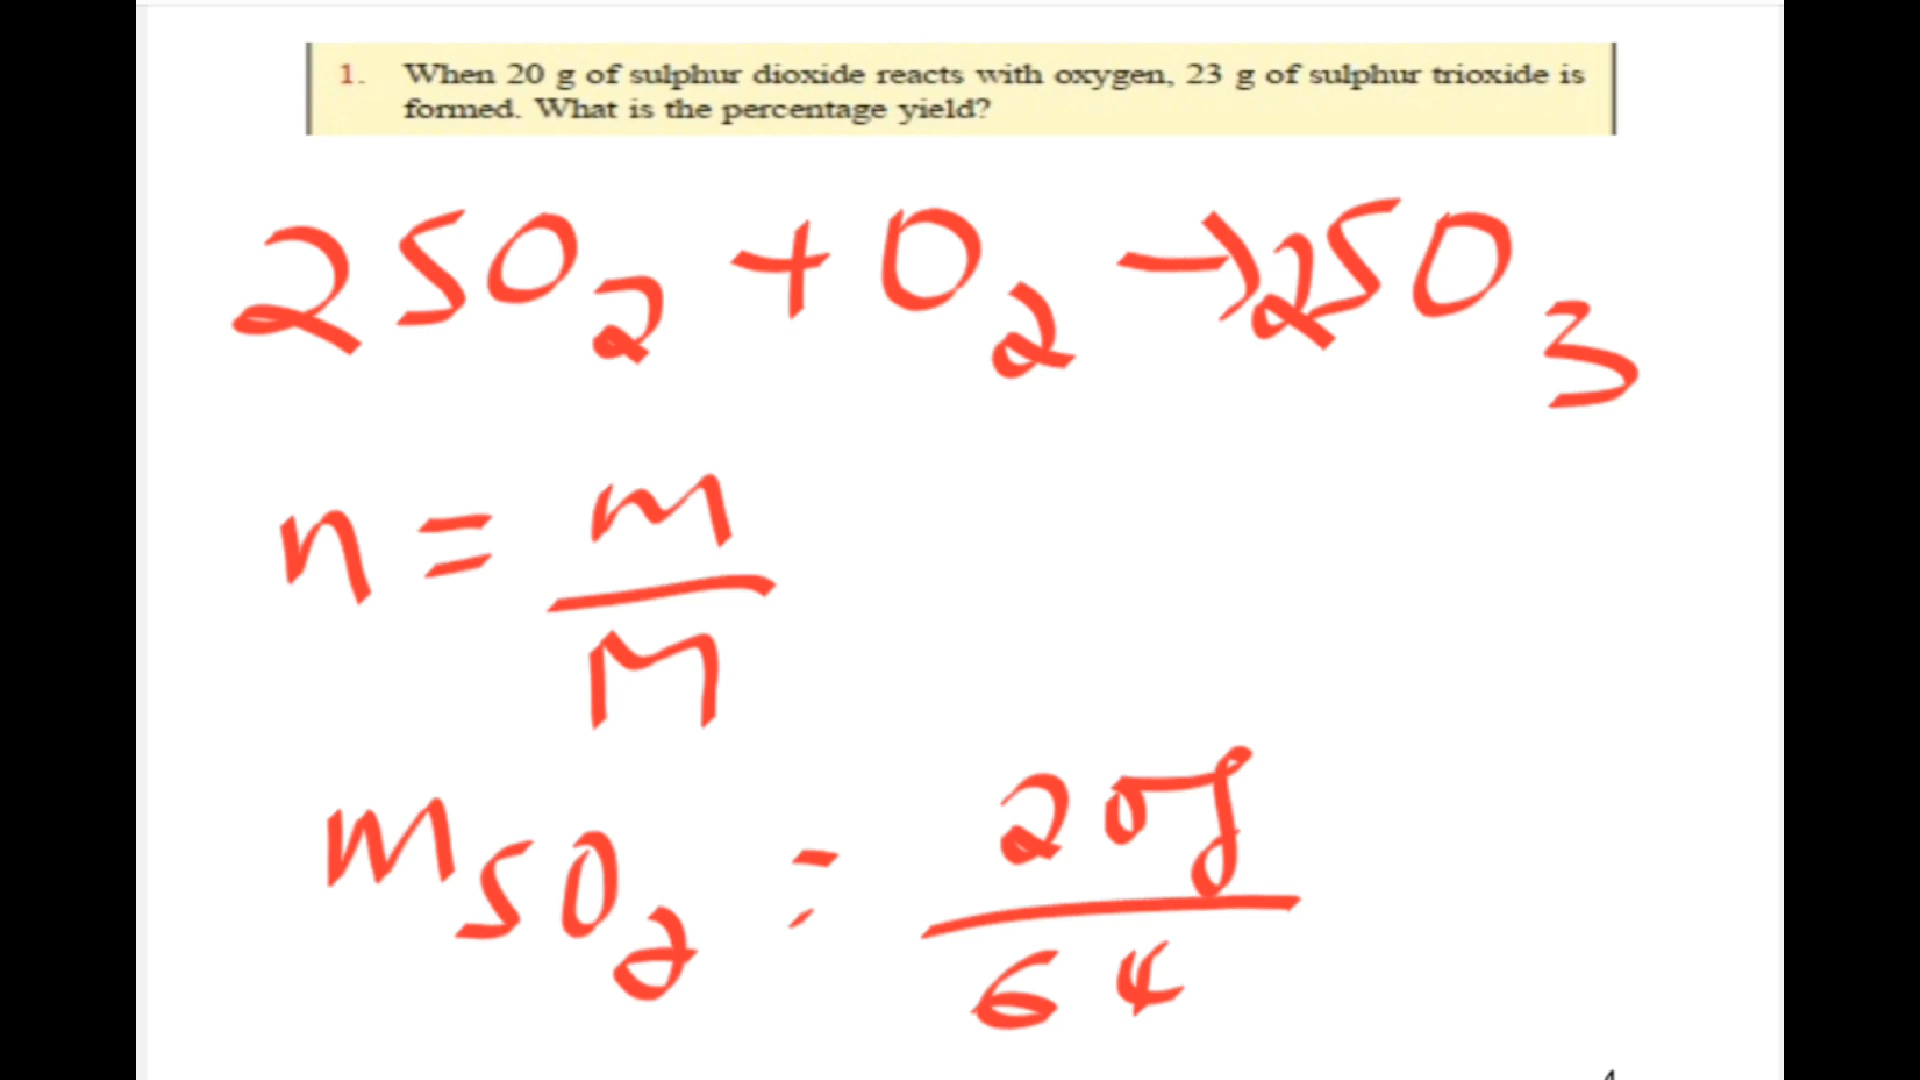 1. When 20 g of sulphur dioxide reacts with oxygen, 23 g of sulphur trioxide is
formed. What is the percentage yield?
2SO2 + O2 → 2SO3
n = m
M
mSO2 = 20g
64